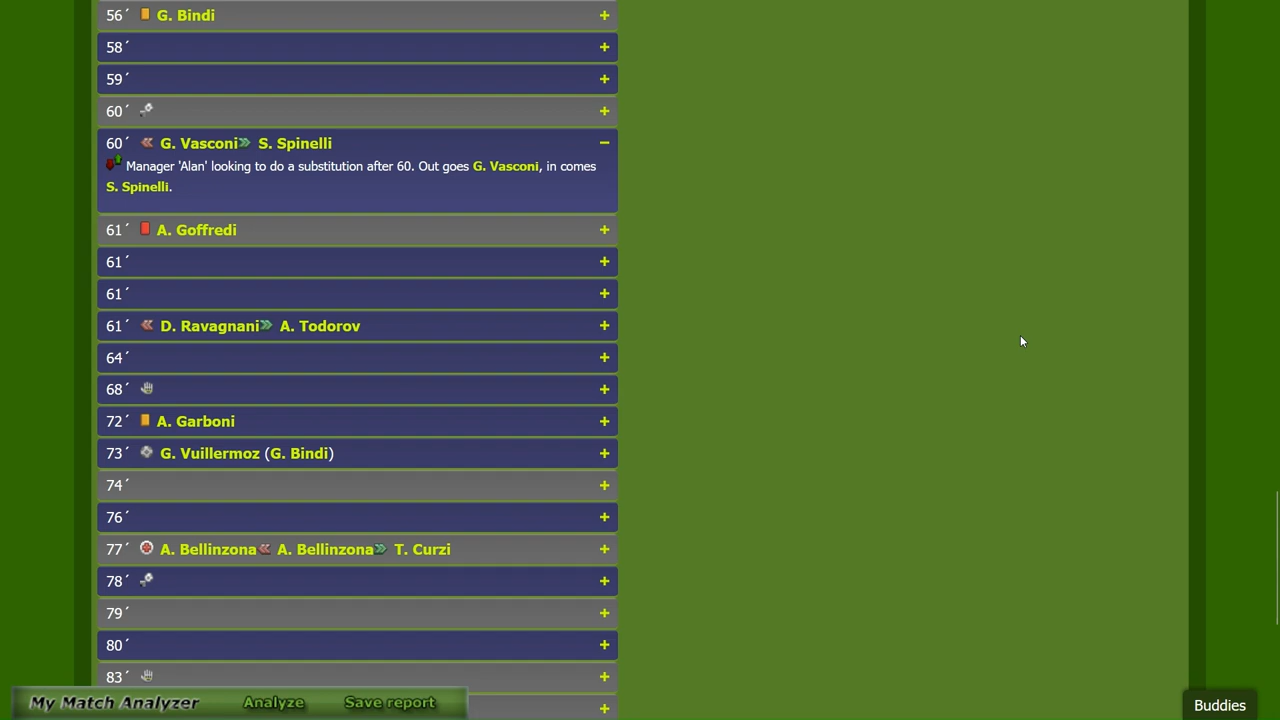 56´ G. Bindi +
58´ +
59´ +
60´ +
60´ G. Vasconi S. Spinelli −
Manager 'Alan' looking to do a substitution after 60. Out goes G. Vasconi, in comes
S. Spinelli.
61´ A. Goffredi +
61´ +
61´ +
61´ D. Ravagnani A. Todorov +
64´ +
68´ +
72´ A. Garboni +
73´ G. Vuillermoz (G. Bindi) +
74´ +
76´ +
77´ A. Bellinzona A. Bellinzona T. Curzi +
78´ +
79´ +
80´ +
83´ +
+
My Match Analyzer Analyze Save report
Buddies